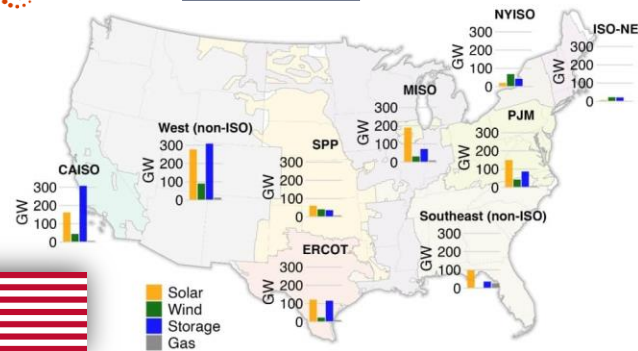 NYISO
300
200
100
0
GW
ISO-NE
300
200
100
0
GW
MISO
300
200
100
0
GW
PJM
300
200
100
0
GW
West (non-ISO)
300
200
100
0
GW
SPP
300
200
100
0
GW
CAISO
300
200
100
0
GW
Southeast (non-ISO)
300
200
100
0
GW
ERCOT
300
200
100
0
GW
Solar
Wind
Storage
Gas